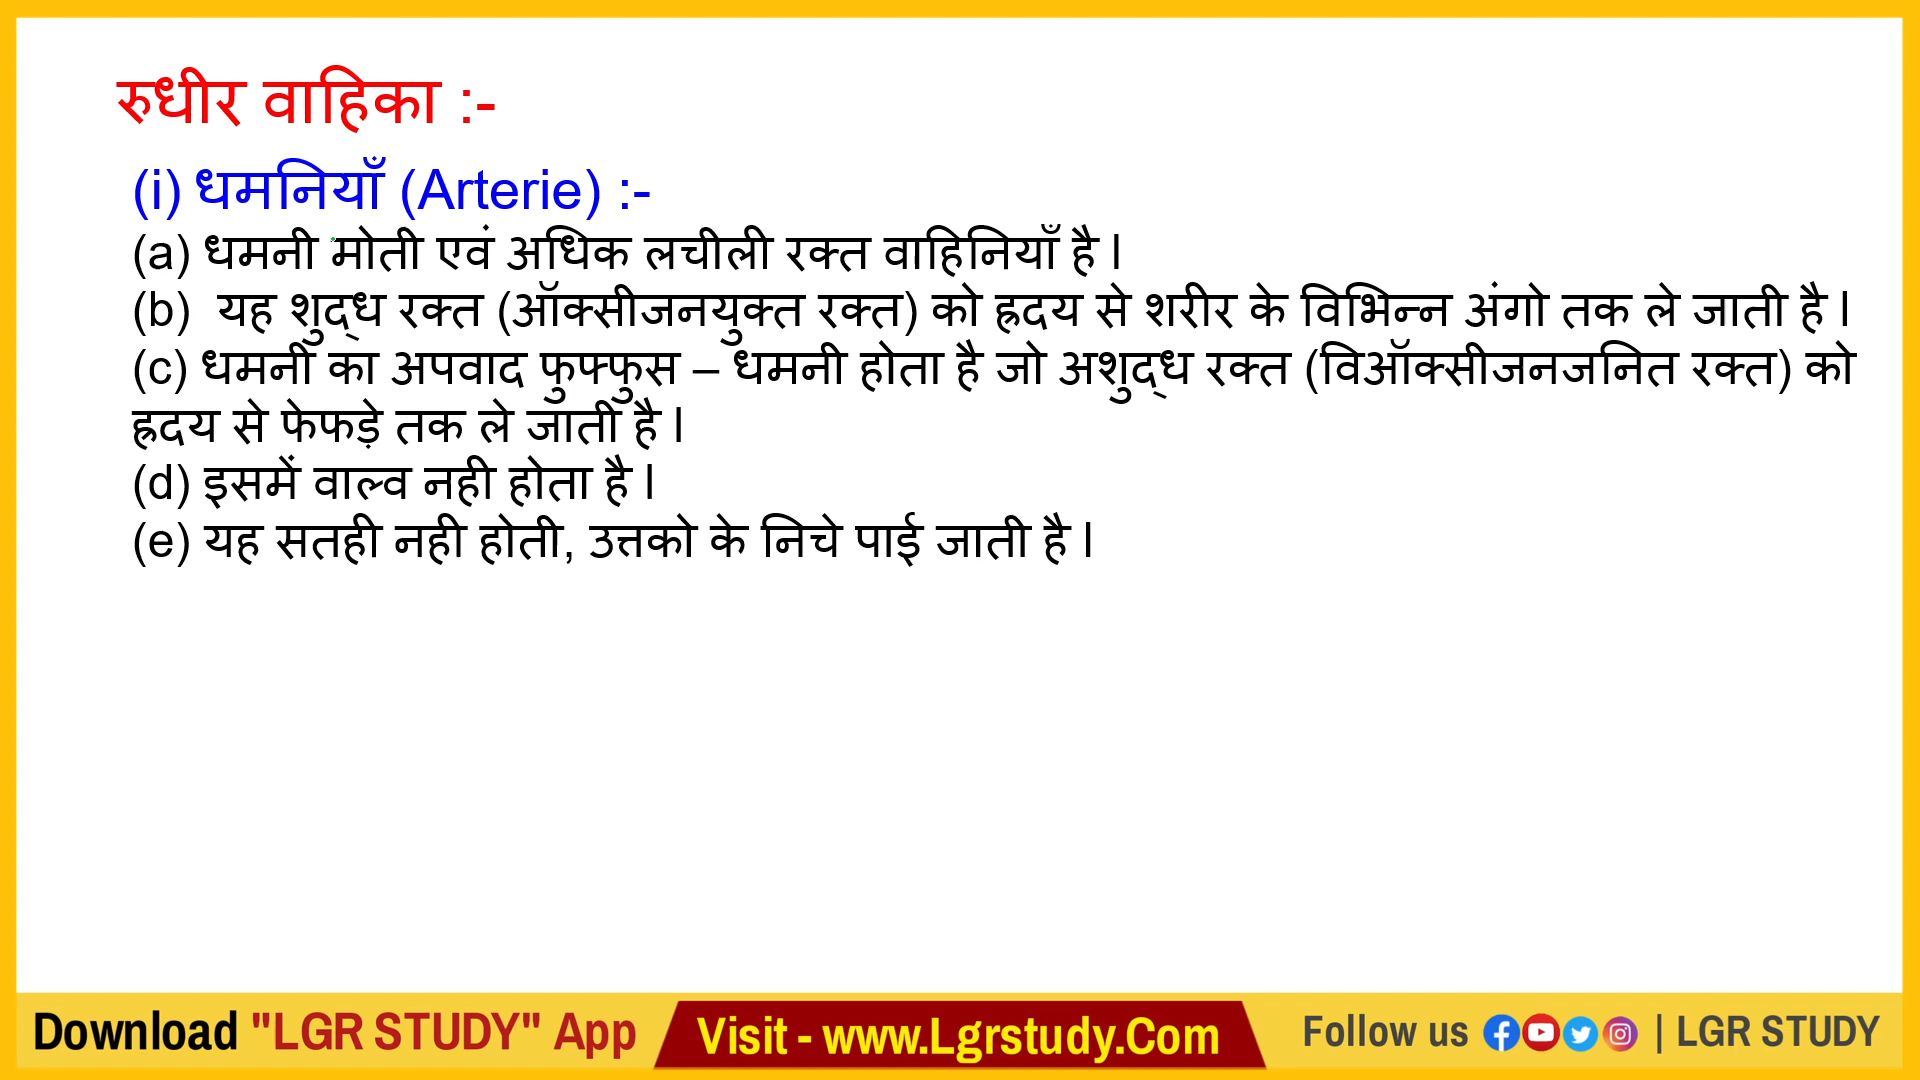 रुधीर वाहिका :-
(i) धमनियाँ (Arterie) :-
(a) धमनी मोती एवं अधिक लचीली रक्त वाहिनियाँ है l
(b)  यह शुद्ध रक्त (ऑक्सीजनयुक्त रक्त) को ह्रदय से शरीर के विभिन्न अंगो तक ले जाती है l
(c) धमनी का अपवाद फुफ्फुस – धमनी होता है जो अशुद्ध रक्त (विऑक्सीजनजनित रक्त) को
ह्रदय से फेफड़े तक ले जाती है l
(d) इसमें वाल्व नही होता है l
(e) यह सतही नही होती, उत्तको के निचे पाई जाती है l
Download "LGR STUDY" App
Visit - www.Lgrstudy.Com
Follow us | LGR STUDY